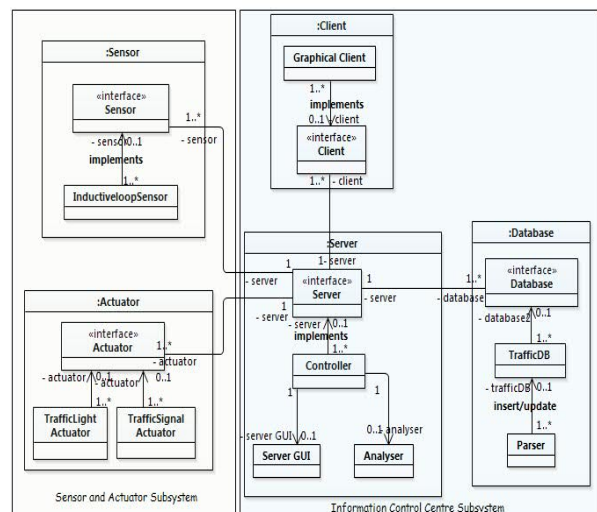 :Sensor
«interface»
Sensor
1..*
- sensor
- sensor 0..1
implements
1..*
InductiveloopSensor
:Actuator
«interface»
Actuator
1..*
- actuator
- actuator 0..1
- actuator 0..1
1..*
1..*
TrafficLight
Actuator
TrafficSignal
Actuator
Sensor and Actuator Subsystem
:Client
Graphical Client
1..*
implements
0..1 client
«interface»
Client
1..* - client
:Server
1 - server
1
- server
«interface»
Server
1
- server
1
- server
- server 0..1
implements
1..*
Controller
1
1
- server GUI 0..1
0..1 - analyser
Server GUI
Analyser
:Database
«interface»
Database
1..*
- database
- database2 0..1
1..*
TrafficDB
- trafficDB 0..1
insert/update
1..*
Parser
Information Control Centre Subsystem